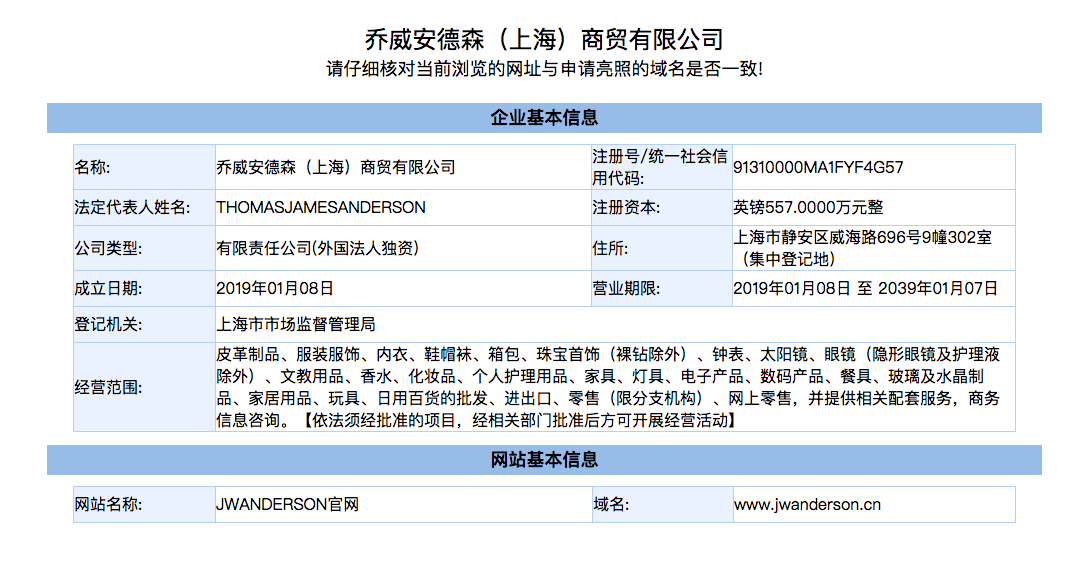 乔威安德森（上海）商贸有限公司
请仔细核对当前浏览的网址与申请亮照的域名是否一致!
企业基本信息
名称: 乔威安德森（上海）商贸有限公司 注册号/统一社会信
用代码: 91310000MA1FYF4G57
法定代表人姓名: THOMASJAMESANDERSON 注册资本: 英镑557.0000万元整
公司类型: 有限责任公司(外国法人独资) 住所: 上海市静安区威海路696号9幢302室
（集中登记地）
成立日期: 2019年01月08日 营业期限: 2019年01月08日 至 2039年01月07日
登记机关: 上海市市场监督管理局
经营范围: 皮革制品、服装服饰、内衣、鞋帽袜、箱包、珠宝首饰（裸钻除外）、钟表、太阳镜、眼镜（隐形眼镜及护理液
除外）、文教用品、香水、化妆品、个人护理用品、家具、灯具、电子产品、数码产品、餐具、玻璃及水晶制
品、家居用品、玩具、日用百货的批发、进出口、零售（限分支机构）、网上零售，并提供相关配套服务，商务
信息咨询。【依法须经批准的项目，经相关部门批准后方可开展经营活动】
网站基本信息
网站名称: JWANDERSON官网 域名: www.jwanderson.cn